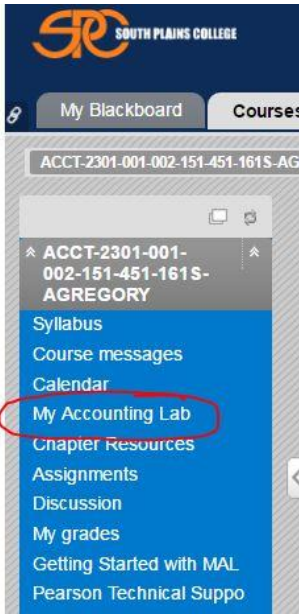 SPC SOUTH PLAINS COLLEGE
My Blackboard Courses
ACCT-2301-001-002-151-451-161S-AG
ACCT-2301-001-
002-151-451-161S-
AGREGORY
Syllabus
Course messages
Calendar
My Accounting Lab
Chapter Resources
Assignments
Discussion
My grades
Getting Started with MAL
Pearson Technical Suppo